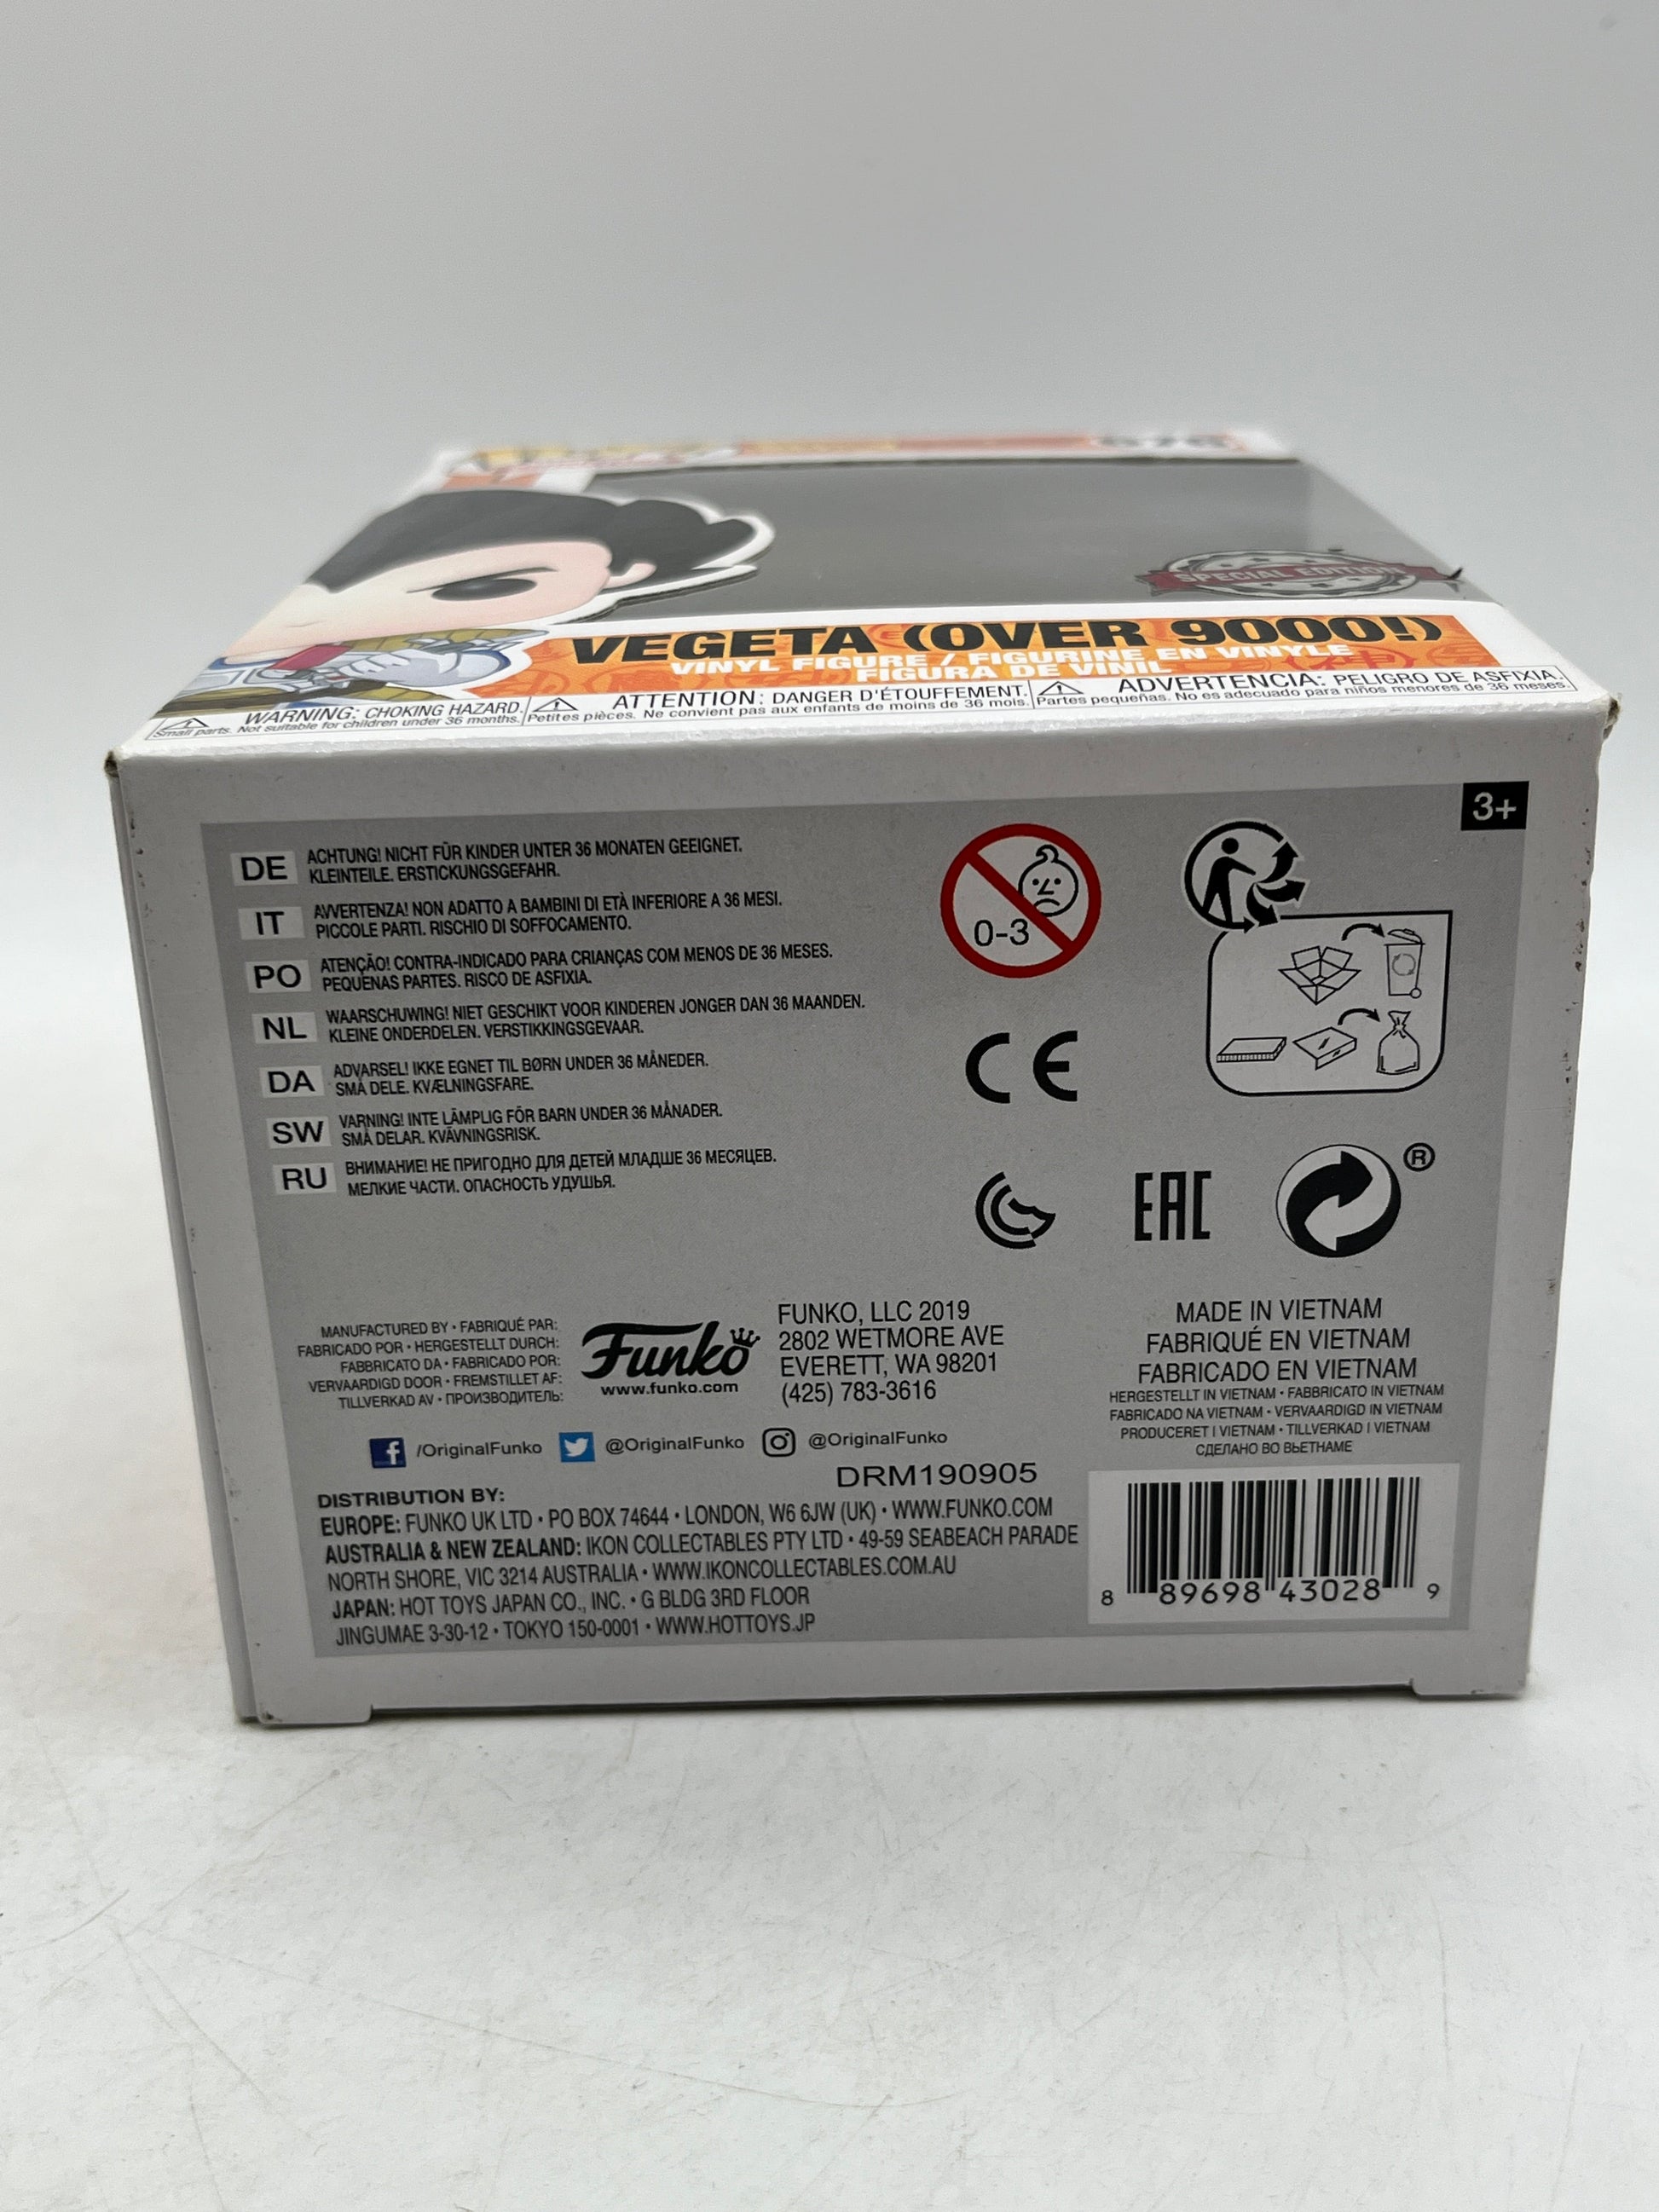 SPECIAL EDITION
VEGETA (OVER 9000!)
VINYL FIGURE / FIGURINE EN VINYLE
FIGURA DE VINIL
WARNING: CHOKING HAZARD.
Small parts. Not suitable for children under 36 months.
ATTENTION: DANGER D'ÉTOUFFEMENT.
Petites pièces. Ne convient pas aux enfants de moins de 36 mois.
ADVERTENCIA: PELIGRO DE ASFIXIA.
Partes pequeñas. No es adecuado para niños menores de 36 meses.
3+
DE ACHTUNG! NICHT FÜR KINDER UNTER 36 MONATEN GEEIGNET.
KLEINTEILE. ERSTICKUNGSGEFAHR.
IT AVVERTENZA! NON ADATTO A BAMBINI DI ETÀ INFERIORE A 36 MESI.
PICCOLE PARTI. RISCHIO DI SOFFOCAMENTO.
PO ATENÇÃO! CONTRA-INDICADO PARA CRIANÇAS COM MENOS DE 36 MESES.
PEQUENAS PARTES. RISCO DE ASFIXIA.
NL WAARSCHUWING! NIET GESCHIKT VOOR KINDEREN JONGER DAN 36 MAANDEN.
KLEINE ONDERDELEN. VERSTIKKINGSGEVAAR.
DA ADVARSEL! IKKE EGNET TIL BØRN UNDER 36 MÅNEDER.
SMÅ DELE. KVÆLNINGSFARE.
SW VARNING! INTE LÄMPLIG FÖR BARN UNDER 36 MÅNADER.
SMÅ DELAR. KVÄVNINGSRISK.
RU ВНИМАНИЕ! НЕ ПРИГОДНО ДЛЯ ДЕТЕЙ МЛАДШЕ 36 МЕСЯЦЕВ.
МЕЛКИЕ ЧАСТИ. ОПАСНОСТЬ УДУШЬЯ.
0-3
CE
EAC
®
MANUFACTURED BY • FABRIQUÉ PAR:
FABRICADO POR • HERGESTELLT DURCH:
FABBRICATO DA • FABRICADO POR:
VERVAARDIGD DOOR • FREMSTILLET AF:
TILLVERKAD AV • ПРОИЗВОДИТЕЛЬ:
Funko
www.funko.com
FUNKO, LLC 2019
2802 WETMORE AVE
EVERETT, WA 98201
(425) 783-3616
MADE IN VIETNAM
FABRIQUÉ EN VIETNAM
FABRICADO EN VIETNAM
HERGESTELLT IN VIETNAM • FABBRICATO IN VIETNAM
FABRICADO NA VIETNAM • VERVAARDIGD IN VIETNAM
PRODUCERET I VIETNAM • TILLVERKAD I VIETNAM
СДЕЛАНО ВО ВЬЕТНАМЕ
/OriginalFunko @OriginalFunko @OriginalFunko
DRM190905
DISTRIBUTION BY:
EUROPE: FUNKO UK LTD • PO BOX 74644 • LONDON, W6 6JW (UK) • WWW.FUNKO.COM
AUSTRALIA & NEW ZEALAND: IKON COLLECTABLES PTY LTD • 49-59 SEABEACH PARADE
NORTH SHORE, VIC 3214 AUSTRALIA • WWW.IKONCOLLECTABLES.COM.AU
JAPAN: HOT TOYS JAPAN CO., INC. • G BLDG 3RD FLOOR
JINGUMAE 3-30-12 • TOKYO 150-0001 • WWW.HOTTOYS.JP
8 89698 43028 9